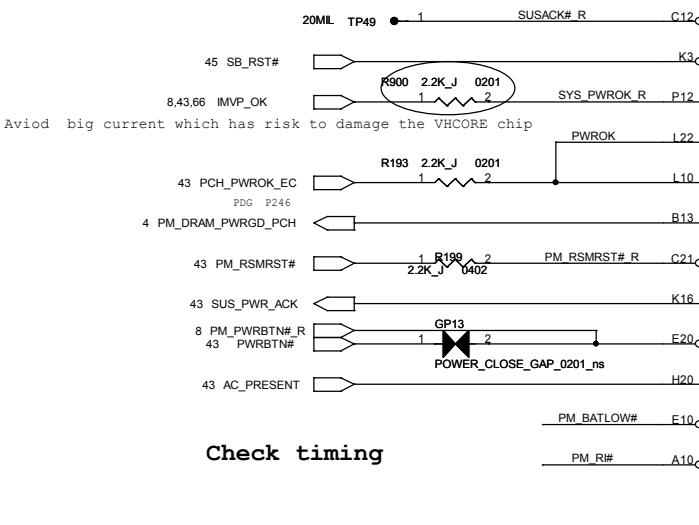 20MIL TP49 1 SUSACK#_R C12
45 SB_RST# K3
R900 2.2K_J 0201
8,43,66 IMVP_OK 1 2 SYS_PWROK_R P12
Aviod big current which has risk to damage the VHCORE chip
PWROK L22
R193 2.2K_J 0201
43 PCH_PWROK_EC 1 2 L10
PDG P246
4 PM_DRAM_PWRGD_PCH B13
43 PM_RSMRST# 1 R199 2 PM_RSMRST#_R C21
2.2K_J 0402
43 SUS_PWR_ACK K16
8 PM_PWRBTN#_R GP13
43 PWRBTN# 1 2 E20
POWER_CLOSE_GAP_0201_ns
43 AC_PRESENT H20
PM_BATLOW# E10
Check timing
PM_RI# A10